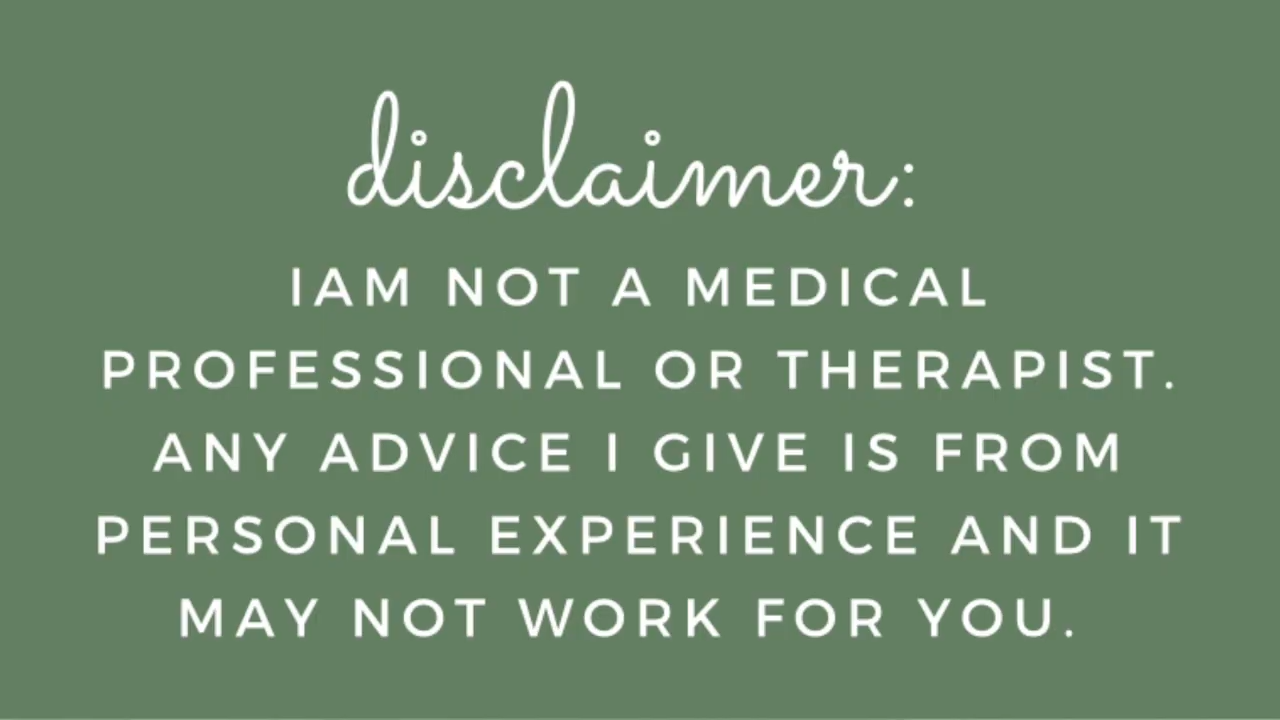 disclaimer:
IAM NOT A MEDICAL
PROFESSIONAL OR THERAPIST.
ANY ADVICE I GIVE IS FROM
PERSONAL EXPERIENCE AND IT
MAY NOT WORK FOR YOU.